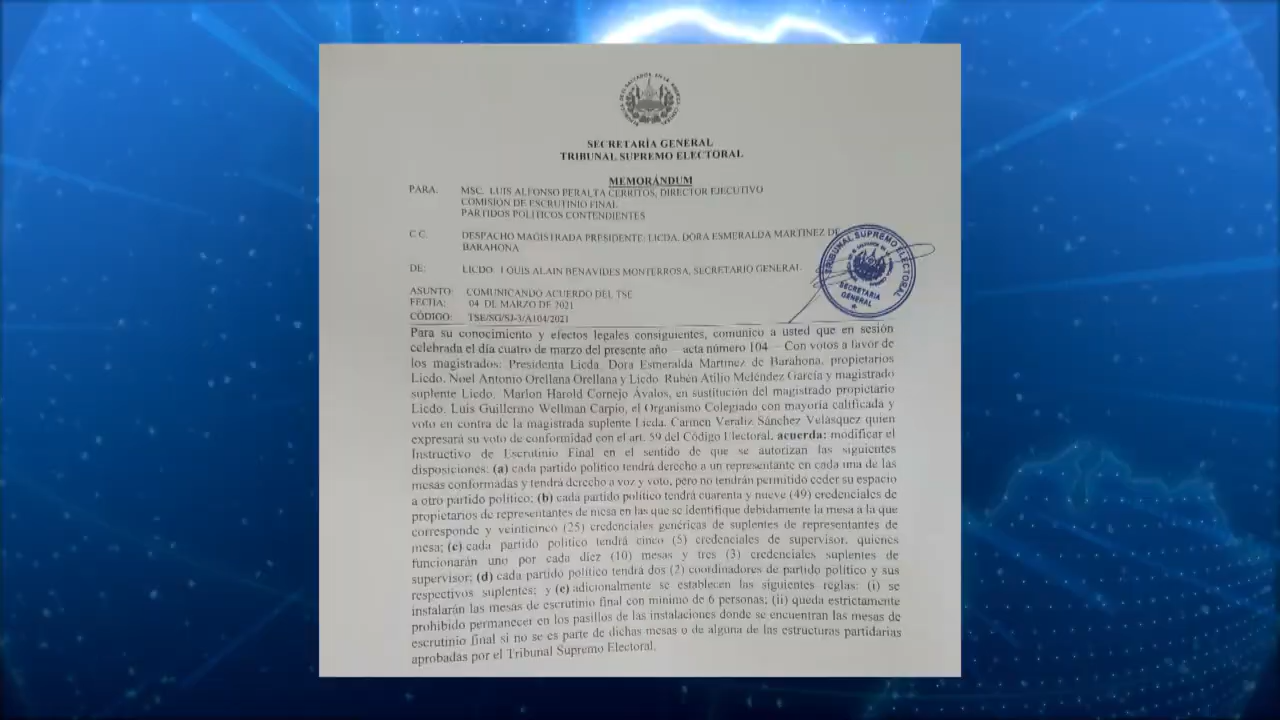 SECRETARÍA GENERAL
TRIBUNAL SUPREMO ELECTORAL
MEMORÁNDUM
PARA. MSC. LUIS ALFONSO PERALTA CERRITOS, DIRECTOR EJECUTIVO
COMISIÓN DE ESCRUTINIO FINAL
PARTIDOS POLÍTICOS CONTENDIENTES
C.C. DESPACHO MAGISTRADA PRESIDENTE: LICDA. DORA ESMERALDA MARTINEZ DE
BARAHONA
DE: LICDO. LOUIS ALAIN BENAVIDES MONTERROSA, SECRETARIO GENERAL
ASUNTO: COMUNICANDO ACUERDO DEL TSE
FECHA: 04 DE MARZO DE 2021
CÓDIGO: TSE/SG/SJ-3/A104/2021
TRIBUNAL SUPREMO ELECTORAL
SECRETARIA
GENERAL
Para su conocimiento y efectos legales consiguientes, comunico a usted que en sesión
celebrada el día cuatro de marzo del presente año – acta número 104 – Con votos a favor de
los magistrados: Presidenta Licda. Dora Esmeralda Martinez de Barahona, propietarios
Licdo. Noel Antonio Orellana Orellana y Licdo. Rubén Atilio Meléndez García y magistrado
suplente Licdo. Marlon Harold Cornejo Ávalos, en sustitución del magistrado propietario
Licdo. Luis Guillermo Wellman Carpio, el Organismo Colegiado con mayoría calificada y
voto en contra de la magistrada suplente Licda. Carmen Veraliz Sánchez Velásquez quien
expresará su voto de conformidad con el art. 59 del Código Electoral, acuerda: modificar el
Instructivo de Escrutinio Final en el sentido de que se autorizan las siguientes
disposiciones: (a) cada partido político tendrá derecho a un representante en cada una de las
mesas conformadas y tendrá derecho a voz y voto, pero no tendrán permitido ceder su espacio
a otro partido político; (b) cada partido político tendrá cuarenta y nueve (49) credenciales de
propietarios de representantes de mesa en las que se identifique debidamente la mesa a la que
corresponde y veinticinco (25) credenciales genéricas de suplentes de representantes de
mesa; (c) cada partido político tendrá cinco (5) credenciales de supervisor, quienes
funcionarán uno por cada diez (10) mesas y tres (3) credenciales suplentes de
supervisor; (d) cada partido político tendrá dos (2) coordinadores de partido político y sus
respectivos suplentes; y (e) adicionalmente se establecen las siguientes reglas: (i) se
instalarán las mesas de escrutinio final con mínimo de 6 personas; (ii) queda estrictamente
prohibido permanecer en los pasillos de las instalaciones donde se encuentran las mesas de
escrutinio final si no se es parte de dichas mesas o de alguna de las estructuras partidarias
aprobadas por el Tribunal Supremo Electoral.